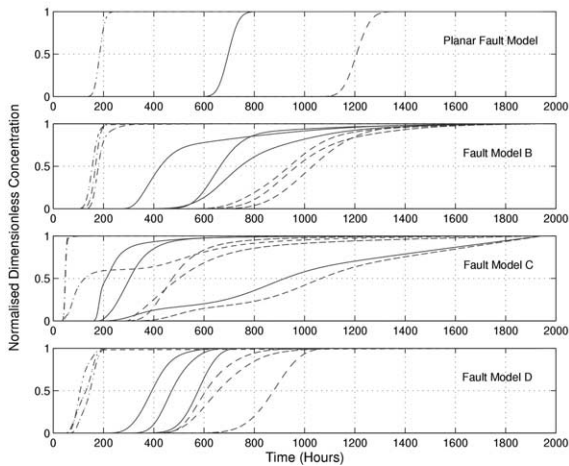 Normalised Dimensionless Concentration
1
0.5
0
Planar Fault Model
0 200 400 600 800 1000 1200 1400 1600 1800 2000
1
0.5
0
Fault Model B
0 200 400 600 800 1000 1200 1400 1600 1800 2000
1
0.5
0
Fault Model C
0 200 400 600 800 1000 1200 1400 1600 1800 2000
1
0.5
0
Fault Model D
0 200 400 600 800 1000 1200 1400 1600 1800 2000
Time (Hours)